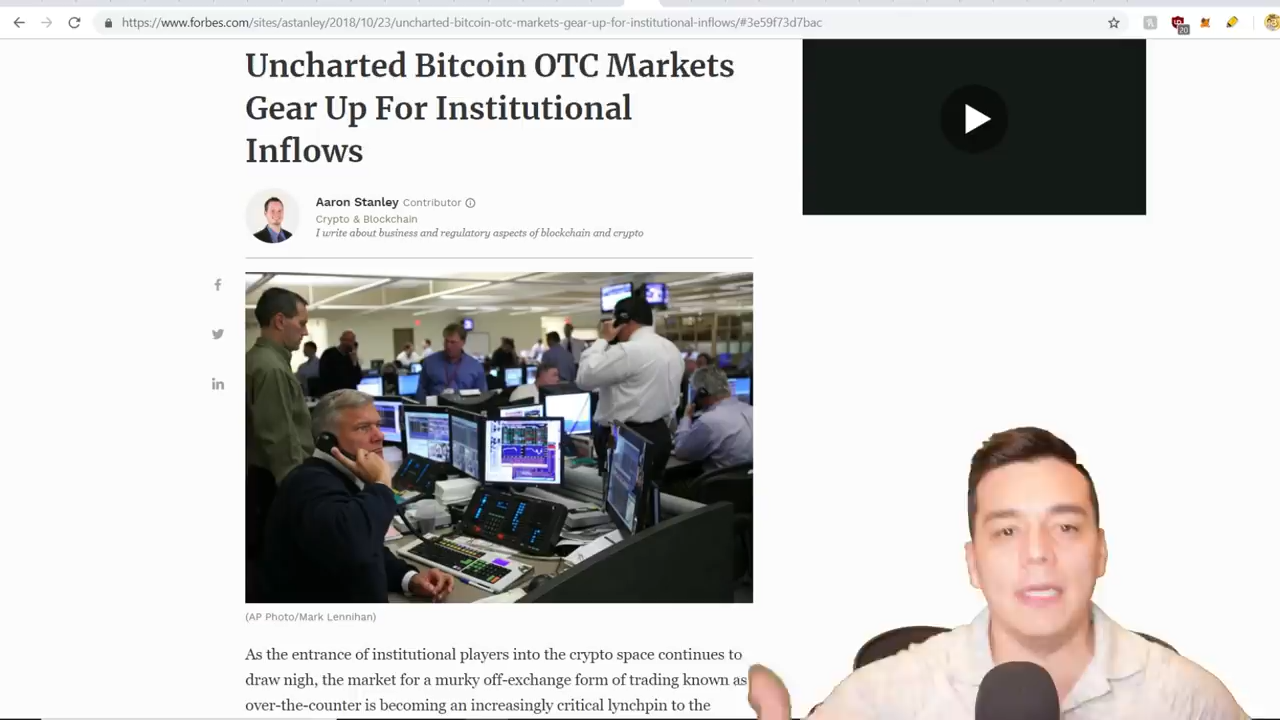 https://www.forbes.com/sites/astanley/2018/10/23/uncharted-bitcoin-otc-markets-gear-up-for-institutional-inflows/#3e59f73d7bac
20
Uncharted Bitcoin OTC Markets
Gear Up For Institutional
Inflows
Aaron Stanley Contributor
Crypto & Blockchain
I write about business and regulatory aspects of blockchain and crypto
(AP Photo/Mark Lennihan)
As the entrance of institutional players into the crypto space continues to
draw nigh, the market for a murky off-exchange form of trading known as
over-the-counter is becoming an increasingly critical lynchpin to the